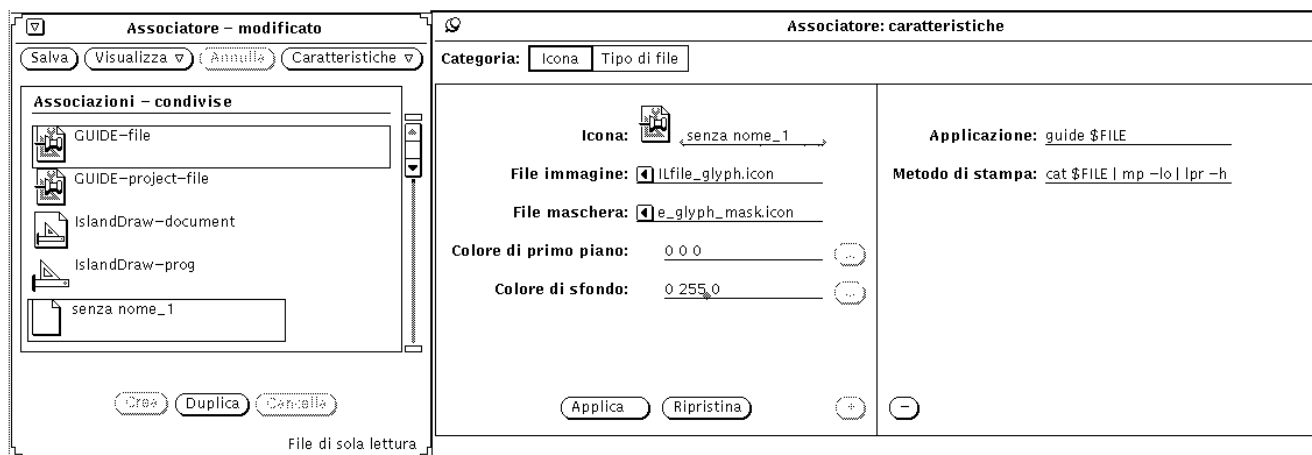 Associatore – modificato
Salva Visualizza Annulla Caratteristiche
Associazioni – condivise
GUIDE–file
GUIDE–project–file
IslandDraw–document
IslandDraw–prog
senza nome_1
Crea Duplica Cancella
File di sola lettura
Associatore: caratteristiche
Categoria: Icona Tipo di file
Icona: senza nome_1
File immagine: ILfile_glyph.icon
File maschera: e_glyph_mask.icon
Colore di primo piano: 0 0 0 ...
Colore di sfondo: 0 255 0 ...
Applica Ripristina +
Applicazione: guide $FILE
Metodo di stampa: cat $FILE | mp –lo | lpr –h
–